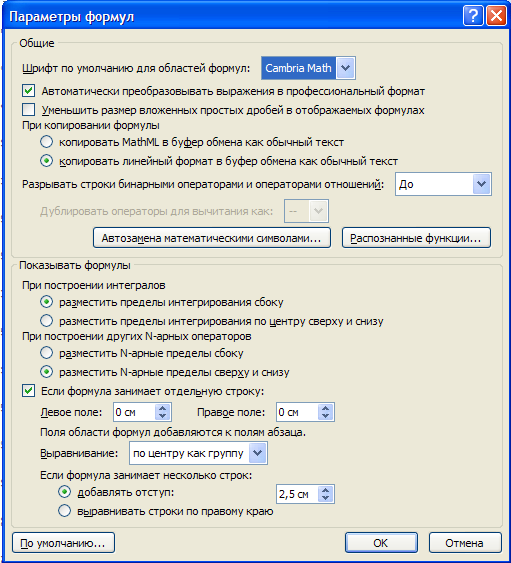 Параметры формул
Общие
Шрифт по умолчанию для областей формул: Cambria Math
Автоматически преобразовывать выражения в профессиональный формат
Уменьшить размер вложенных простых дробей в отображаемых формулах
При копировании формулы
копировать MathML в буфер обмена как обычный текст
копировать линейный формат в буфер обмена как обычный текст
Разрывать строки бинарными операторами и операторами отношений: До
Дублировать операторы для вычитания как: --
Автозамена математическими символами... Распознанные функции...
Показывать формулы
При построении интегралов
разместить пределы интегрирования сбоку
разместить пределы интегрирования по центру сверху и снизу
При построении других N-арных операторов
разместить N-арные пределы сбоку
разместить N-арные пределы сверху и снизу
Если формула занимает отдельную строку:
Левое поле: 0 см Правое поле: 0 см
Поля области формул добавляются к полям абзаца.
Выравнивание: по центру как группу
Если формула занимает несколько строк:
добавлять отступ: 2,5 см
выравнивать строки по правому краю
По умолчанию... ОК Отмена